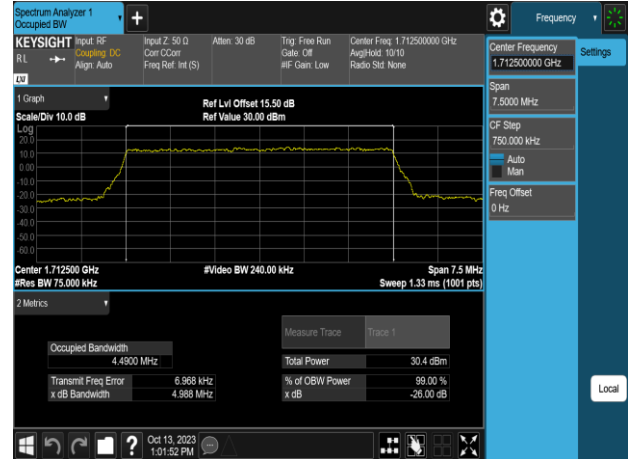 Spectrum Analyzer 1
Occupied BW
+
Frequency
KEYSIGHT
RL
Input: RF
Coupling: DC
Align: Auto
Input Z: 50 Ω
Corr CCorr
Freq Ref: Int (S)
Atten: 30 dB
Trig: Free Run
Gate: Off
#IF Gain: Low
Center Freq: 1.712500000 GHz
Avg|Hold: 10/10
Radio Std: None
LXI
Center Frequency
1.712500000 GHz
Settings
Span
7.5000 MHz
CF Step
750.000 kHz
Auto
Man
Freq Offset
0 Hz
Local
1 Graph
Ref Lvl Offset 15.50 dB
Scale/Div 10.0 dB
Ref Value 30.00 dBm
Log
20.0
10.0
0.00
-10.0
-20.0
-30.0
-40.0
-50.0
-60.0
Center 1.712500 GHz
#Video BW 240.00 kHz
Span 7.5 MHz
#Res BW 75.000 kHz
Sweep 1.33 ms (1001 pts)
2 Metrics
Measure Trace
Trace 1
Occupied Bandwidth
4.4900 MHz
Total Power
30.4 dBm
Transmit Freq Error
6.968 kHz
% of OBW Power
99.00 %
x dB Bandwidth
4.988 MHz
x dB
-26.00 dB
?
Oct 13, 2023
1:01:52 PM